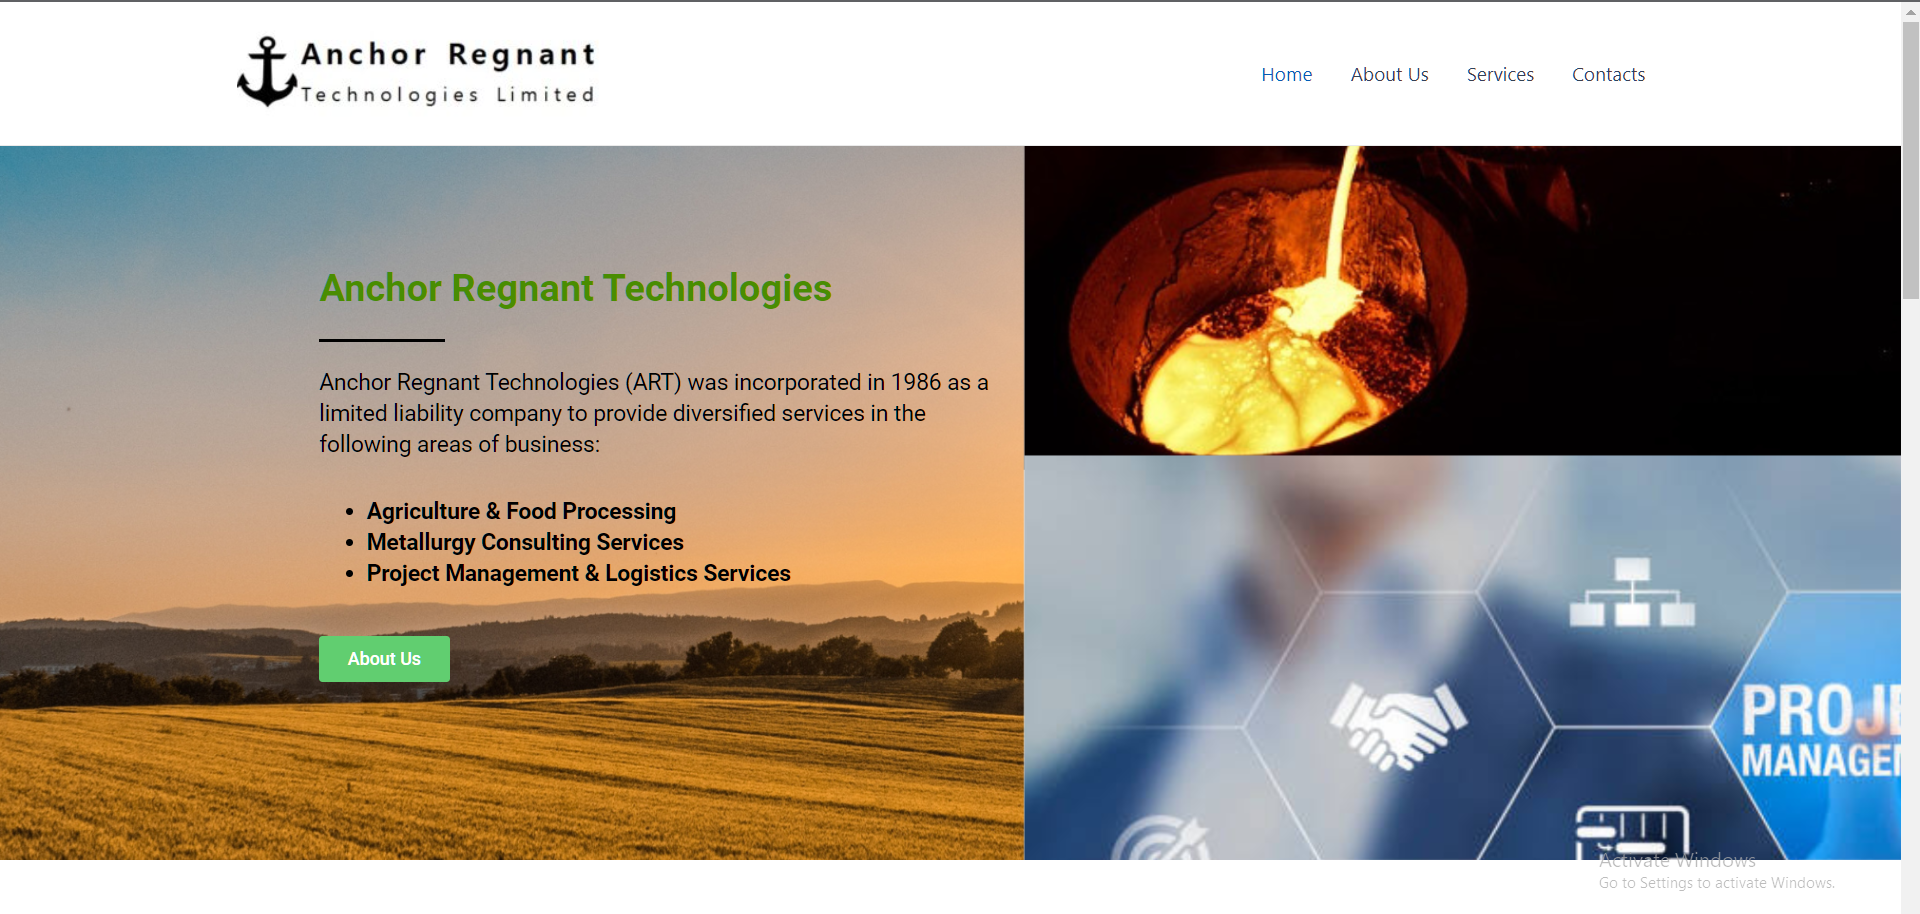 Anchor Regnant
Technologies Limited
Home
About Us
Services
Contacts
Anchor Regnant Technologies
Anchor Regnant Technologies (ART) was incorporated in 1986 as a
limited liability company to provide diversified services in the
following areas of business:
• Agriculture & Food Processing
• Metallurgy Consulting Services
• Project Management & Logistics Services
About Us
PROJE
MANAGEM
Activate Windows
Go to Settings to activate Windows.